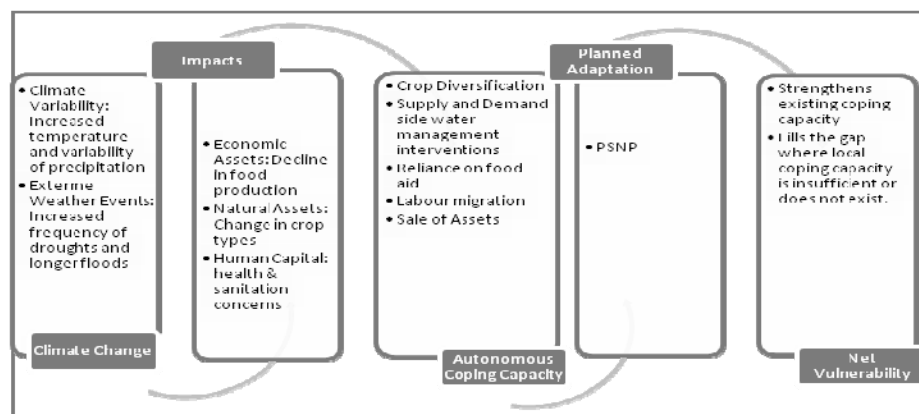 Impacts
Planned
Adaptation
• Climate
Variability:
Increased
temperature
and variability
of precipitation
• Exterme
Weather Events:
Increased
frequency of
droughts and
longer floods
Climate Change
• Economic
Assets: Decline
in food
production
• Natural Assets:
Change in crop
types
• Human Capital:
health &
sanitation
concerns
• Crop Diversification
• Supply and Demand
side water
management
interventions
• Reliance on food
aid
• Labour migration
• Sale of Assets
Autonomous
Coping Capacity
• PSNP
• Strengthens
existing coping
capacity
• Fills the gap
where local
coping capacity
is insufficient or
does not exist.
Net
Vulnerability